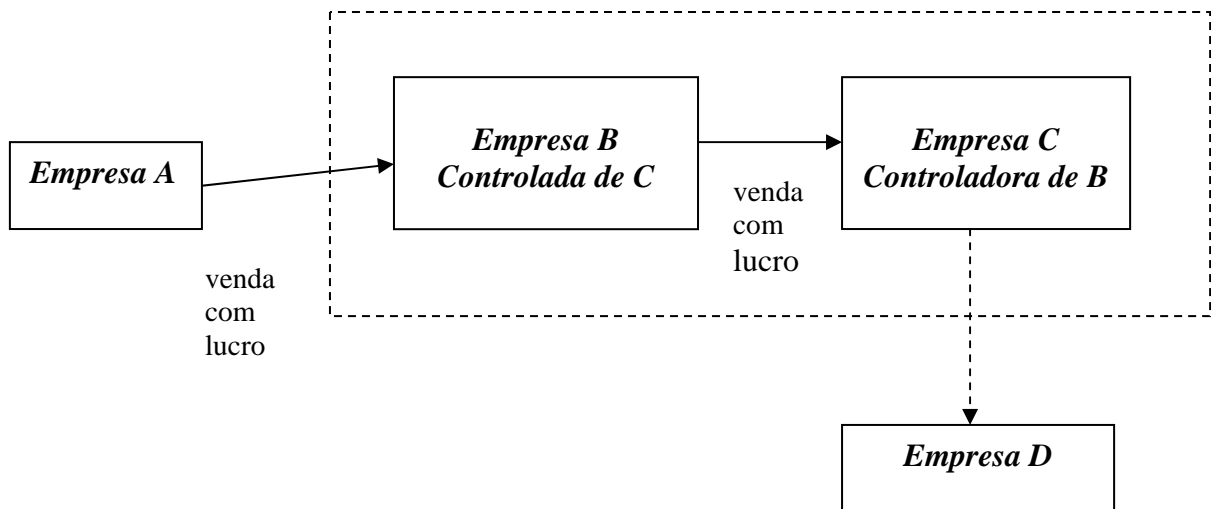 Empresa A
venda
com
lucro
Empresa B
Controlada de C
venda
com
lucro
Empresa C
Controladora de B
Empresa D